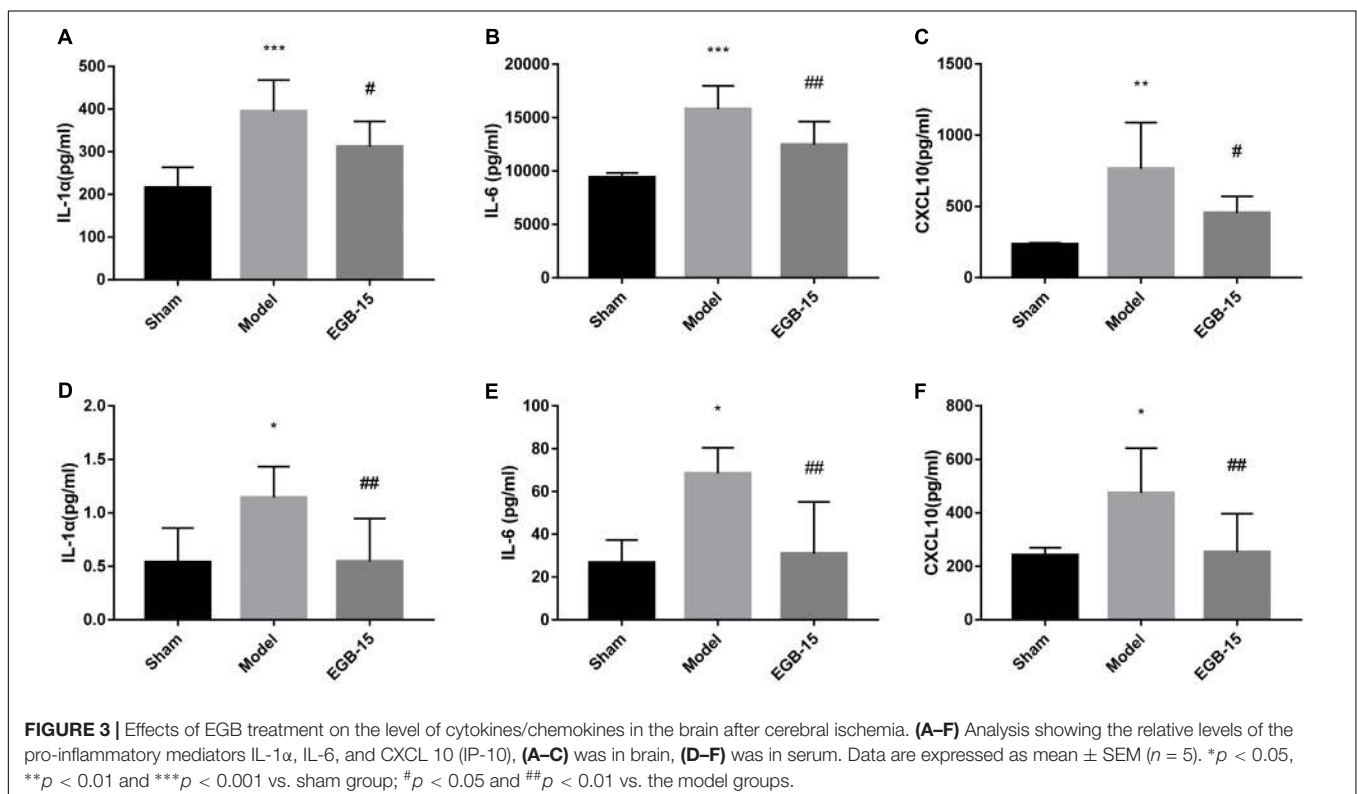 A
***
#
500
400
300
200
100
0
IL-1α(pg/ml)
Sham
Model
EGB-15
B
***
##
20000
15000
10000
5000
0
IL-6 (pg/ml)
Sham
Model
EGB-15
C
**
#
1500
1000
500
0
CXCL10(pg/ml)
Sham
Model
EGB-15
D
*
##
2.0
1.5
1.0
0.5
0.0
IL-1α(pg/ml)
Sham
Model
EGB-15
E
*
##
100
80
60
40
20
0
IL-6 (pg/ml)
Sham
Model
EGB-15
F
*
##
800
600
400
200
0
CXCL10(pg/ml)
Sham
Model
EGB-15
FIGURE 3 | Effects of EGB treatment on the level of cytokines/chemokines in the brain after cerebral ischemia. (A–F) Analysis showing the relative levels of the
pro-inflammatory mediators IL-1α, IL-6, and CXCL 10 (IP-10), (A–C) was in brain, (D–F) was in serum. Data are expressed as mean ± SEM (n = 5). *p < 0.05,
**p < 0.01 and ***p < 0.001 vs. sham group; #p < 0.05 and ##p < 0.01 vs. the model groups.